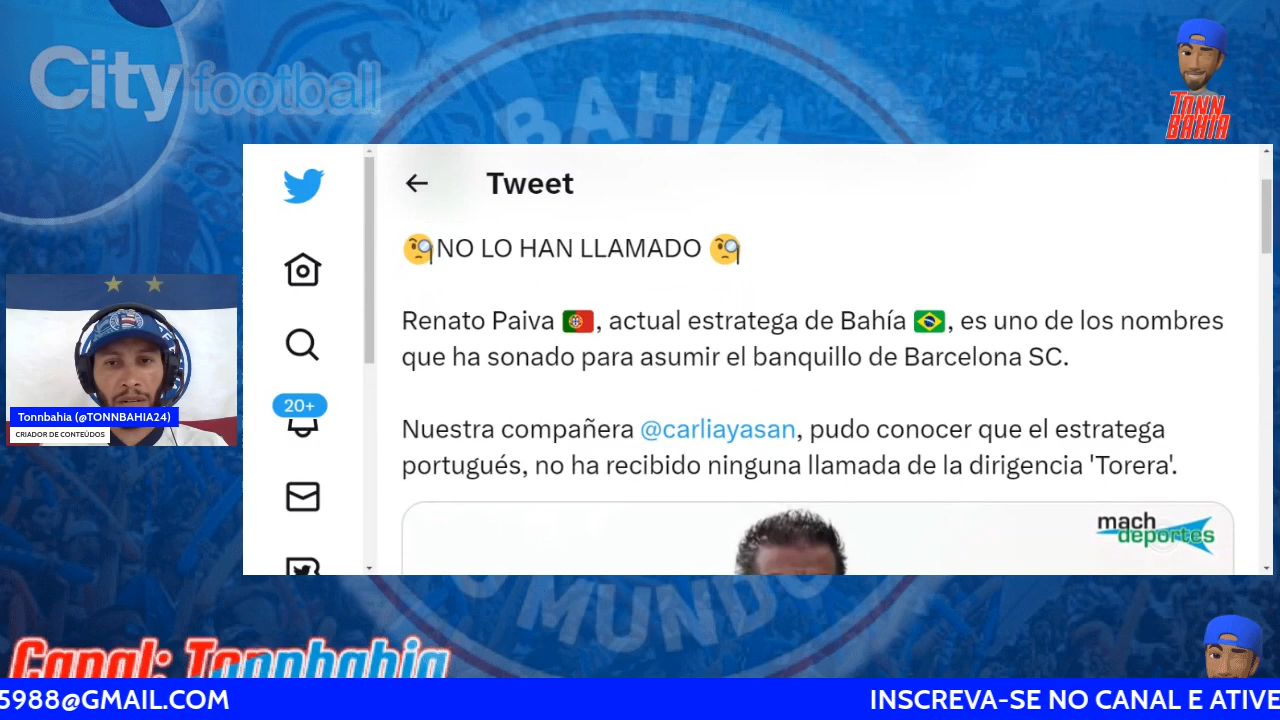 City football
BAHIA
TONN
BAHIA
Tweet
NO LO HAN LLAMADO
Renato Paiva, actual estratega de Bahía, es uno de los nombres
que ha sonado para asumir el banquillo de Barcelona SC.
20+
Nuestra compañera @carliayasan, pudo conocer que el estratega
portugués, no ha recibido ninguna llamada de la dirigencia 'Torera'.
mach
deportes
Tonnbahia (@TONNBAHIA24)
CRIADOR DE CONTEÚDOS
MUNDO
Canal: Tonnbahia
5988@GMAIL.COM
INSCREVA-SE NO CANAL E ATIVE